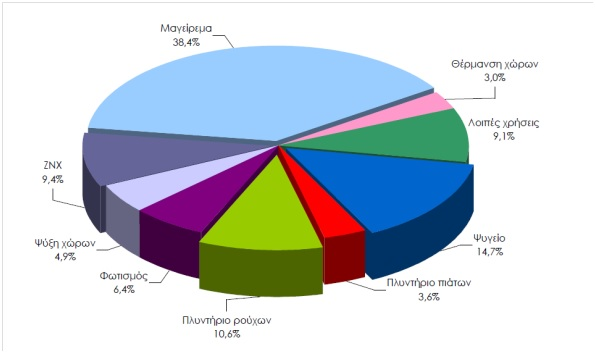 Μαγείρεμα
38,4%
Θέρμανση χώρων
3,0%
Λοιπές χρήσεις
9,1%
Ψυγείο
14,7%
Πλυντήριο πιάτων
3,6%
Πλυντήριο ρούχων
10,6%
Φωτισμός
6,4%
Ψύξη χώρων
4,9%
ΖΝΧ
9,4%